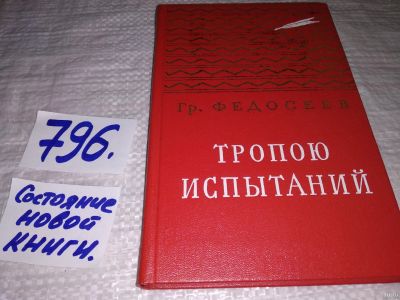 796.
Состояние
новой
книги.
Гр. ФЕДОСЕЕВ
ТРОПОЮ
ИСПЫТАНИЙ